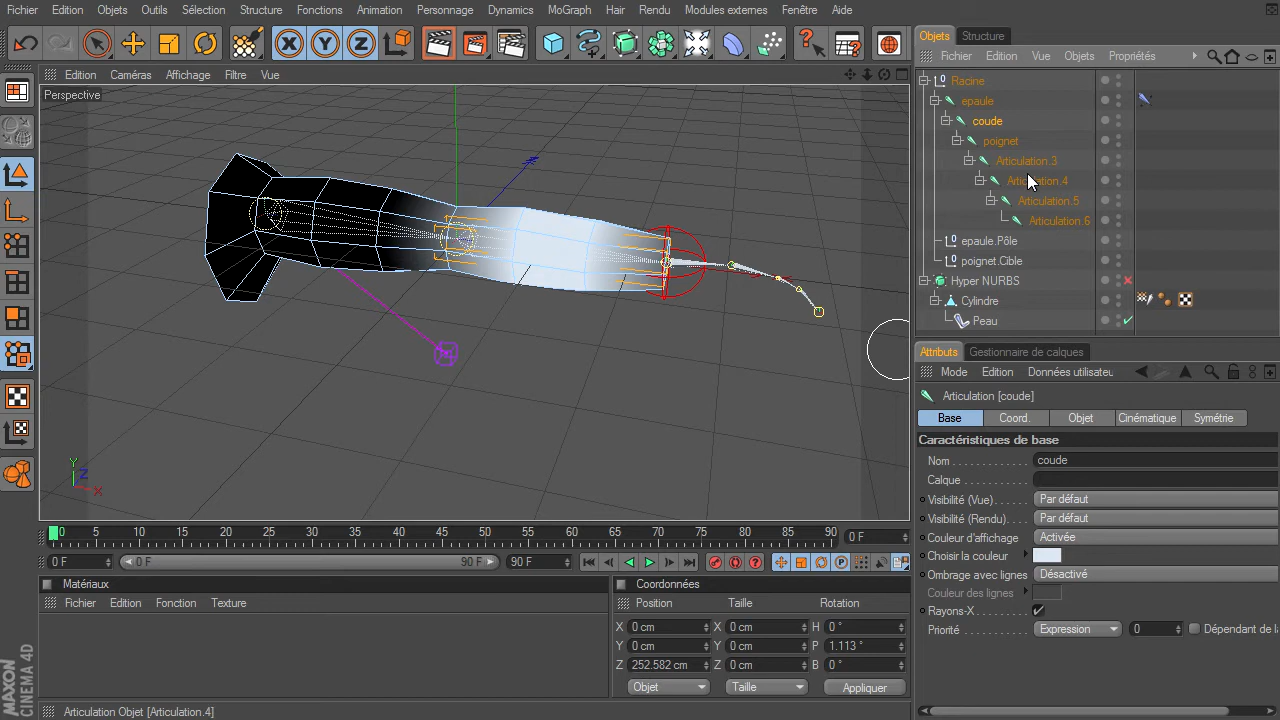 Fichier Edition Objets Outils Sélection Structure Fonctions Animation Personnage Dynamics MoGraph Hair Rendu Modules externes Fenêtre Aide
X Y Z
Edition Caméras Affichage Filtre Vue
Perspective
Y Z X
0 5 10 15 20 25 30 35 40 45 50 55 60 65 70 75 80 85 90 0 F
0 F 0 F 90 F 90 F
Matériaux
Fichier Edition Fonction Texture
Coordonnées
Position Taille Rotation
X 0 cm X 0 cm H 0 °
Y 0 cm Y 0 cm P 1.113 °
Z 252.582 cm Z 0 cm B 0 °
Objet Taille Appliquer
MAXON
CINEMA 4D
Articulation Objet [Articulation.4]
Objets Structure
Fichier Edition Vue Objets Propriétés
Racine
epaule
coude
poignet
Articulation.3
Articulation.4
Articulation.5
Articulation.6
epaule.Pôle
poignet.Cible
Hyper NURBS
Cylindre
Peau
Attributs Gestionnaire de calques
Mode Edition Données utilisateu
Articulation [coude]
Base Coord. Objet Cinématique Symétrie
Caractéristiques de base
Nom coude
Calque
Visibilité (Vue) Par défaut
Visibilité (Rendu) Par défaut
Couleur d'affichage Activée
Choisir la couleur
Ombrage avec lignes Désactivé
Couleur des lignes
Rayons-X
Priorité Expression 0 Dépendant de la